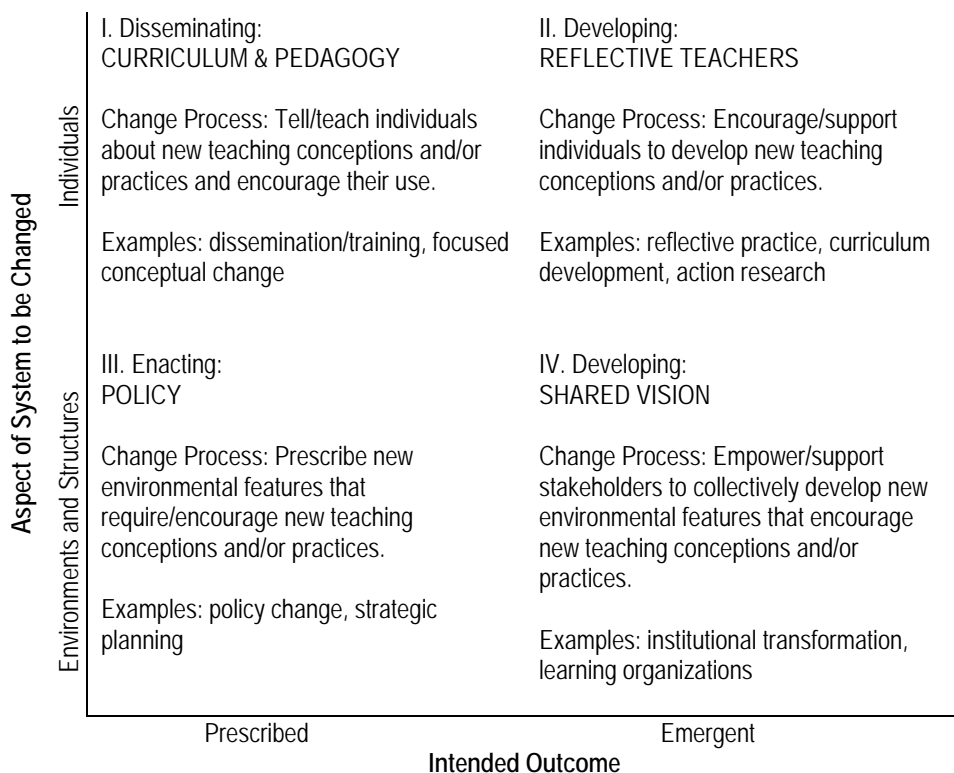 Aspect of System to be Changed
Individuals
I. Disseminating:
CURRICULUM & PEDAGOGY
Change Process: Tell/teach individuals
about new teaching conceptions and/or
practices and encourage their use.
Examples: dissemination/training, focused
conceptual change
II. Developing:
REFLECTIVE TEACHERS
Change Process: Encourage/support
individuals to develop new teaching
conceptions and/or practices.
Examples: reflective practice, curriculum
development, action research
Environments and Structures
III. Enacting:
POLICY
Change Process: Prescribe new
environmental features that
require/encourage new teaching
conceptions and/or practices.
Examples: policy change, strategic
planning
IV. Developing:
SHARED VISION
Change Process: Empower/support
stakeholders to collectively develop new
environmental features that encourage
new teaching conceptions and/or
practices.
Examples: institutional transformation,
learning organizations
Prescribed
Emergent
Intended Outcome